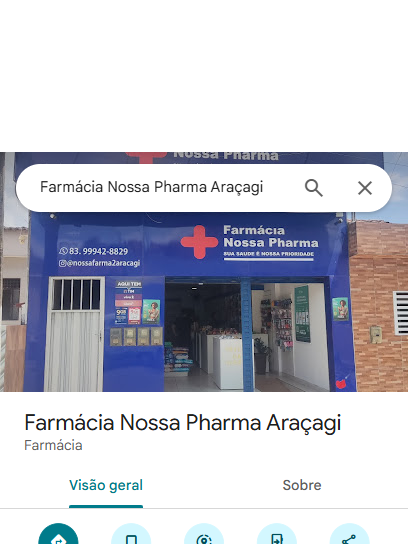 Nossa Pharma
Farmácia Nossa Pharma Araçagi
Farmácia
Nossa Pharma
SUA SAÚDE É NOSSA PRIORIDADE
83. 99942-8829
@nossafarma2aracagi
AQUI TEM
TIM
Farmácia Nossa Pharma Araçagi
Farmácia
Visão geral
Sobre